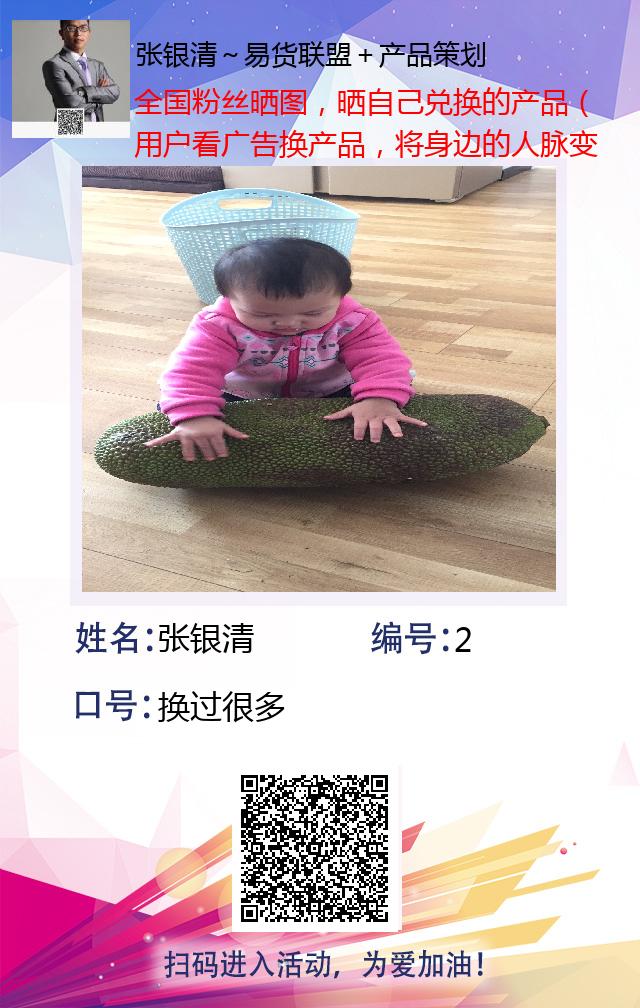 张银清~易货联盟+产品策划
全国粉丝晒图，晒自己兑换的产品（
用户看广告换产品，将身边的人脉变
姓名:张银清 编号:2
口号:换过很多
扫码进入活动，为爱加油!